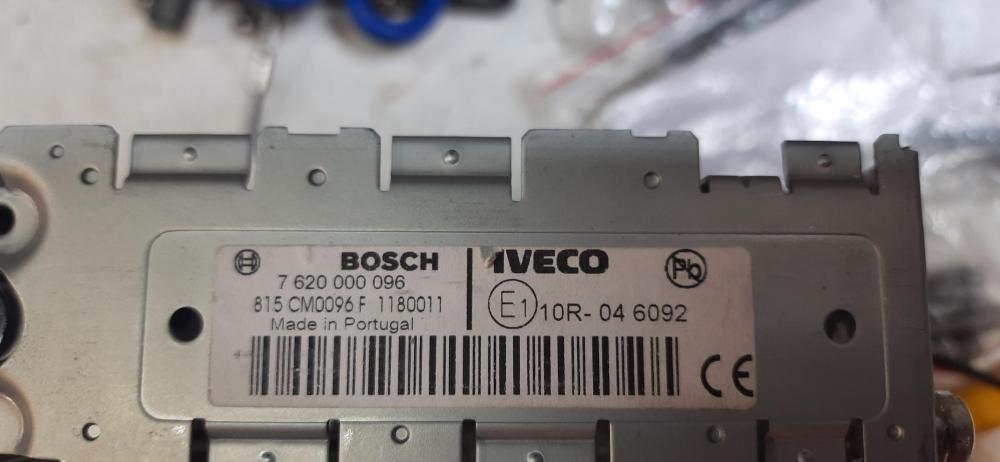 BOSCH
7 620 000 096
815 CM0096 F 1180011
Made in Portugal
IVECO
Pb
E1 10R- 04 6092
CE